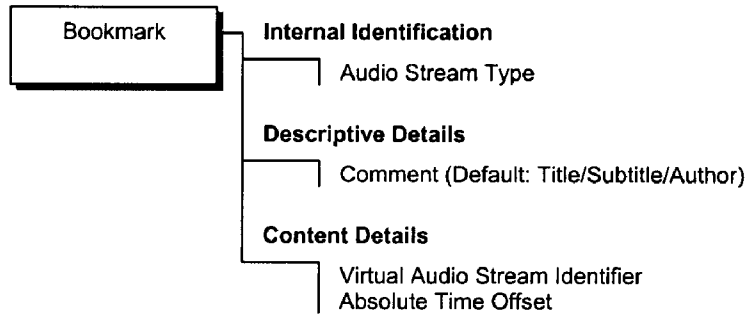 Bookmark
Internal Identification
Audio Stream Type
Descriptive Details
Comment (Default: Title/Subtitle/Author)
Content Details
Virtual Audio Stream Identifier
Absolute Time Offset